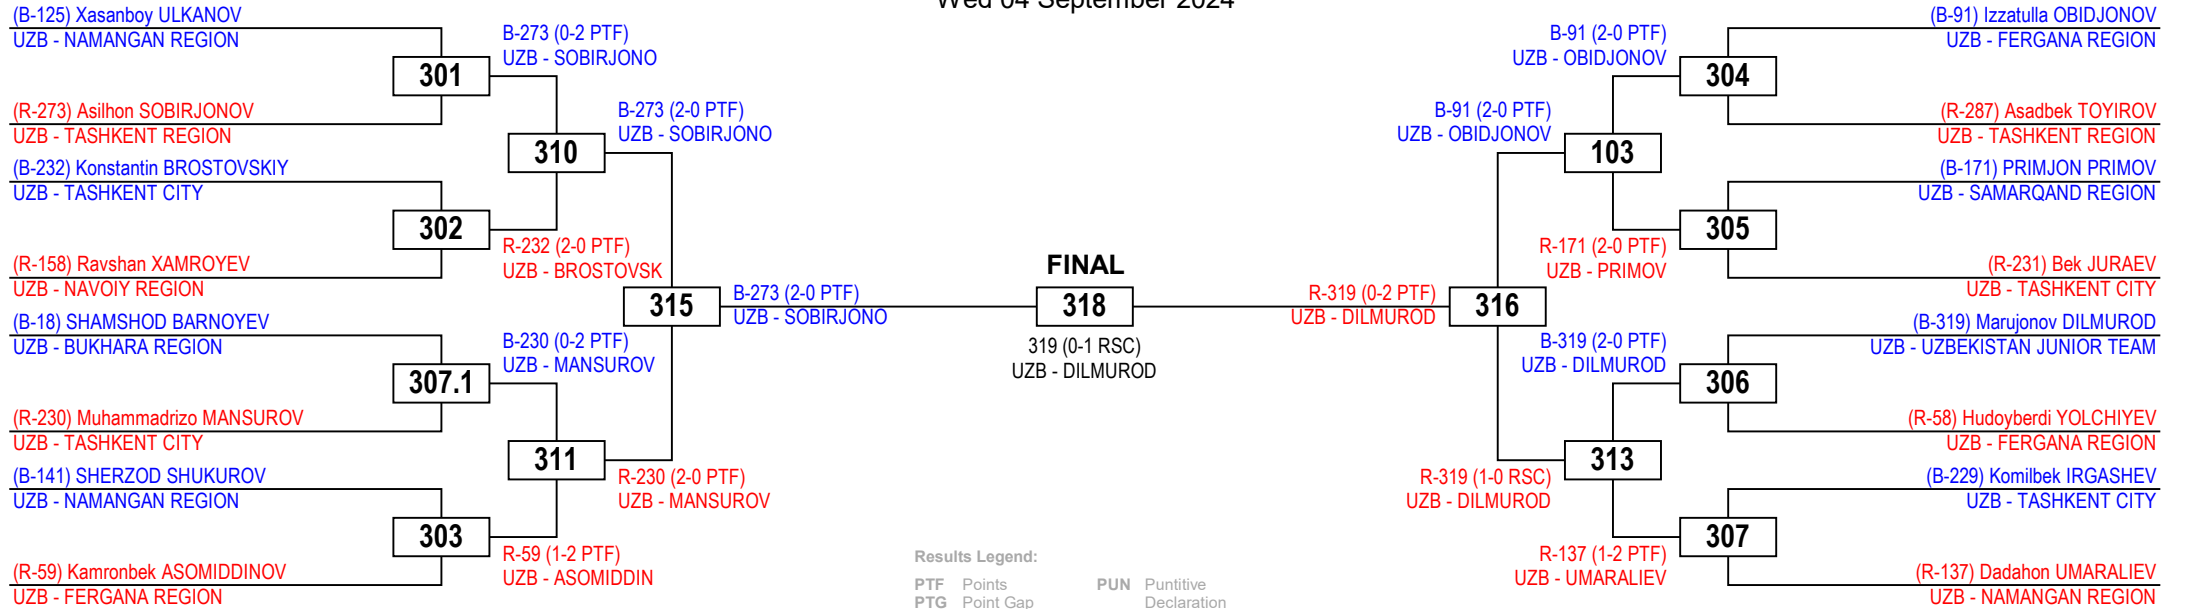 Wed 04 September 2024
(B-125) Xasanboy ULKANOV
UZB - NAMANGAN REGION
301
(R-273) Asilhon SOBIRJONOV
UZB - TASHKENT REGION
B-273 (0-2 PTF)
UZB - SOBIRJONO
(B-232) Konstantin BROSTOVSKIY
UZB - TASHKENT CITY
302
(R-158) Ravshan XAMROYEV
UZB - NAVOIY REGION
R-232 (2-0 PTF)
UZB - BROSTOVSK
310
B-273 (2-0 PTF)
UZB - SOBIRJONO
(B-18) SHAMSHOD BARNOYEV
UZB - BUKHARA REGION
307.1
(R-230) Muhammadrizo MANSUROV
UZB - TASHKENT CITY
B-230 (0-2 PTF)
UZB - MANSUROV
(B-141) SHERZOD SHUKUROV
UZB - NAMANGAN REGION
303
(R-59) Kamronbek ASOMIDDINOV
UZB - FERGANA REGION
R-59 (1-2 PTF)
UZB - ASOMIDDIN
311
R-230 (2-0 PTF)
UZB - MANSUROV
315
B-273 (2-0 PTF)
UZB - SOBIRJONO
FINAL
318
319 (0-1 RSC)
UZB - DILMUROD
R-319 (0-2 PTF)
UZB - DILMUROD
316
B-91 (2-0 PTF)
UZB - OBIDJONOV
103
B-91 (2-0 PTF)
UZB - OBIDJONOV
304
(B-91) Izzatulla OBIDJONOV
UZB - FERGANA REGION
(R-287) Asadbek TOYIROV
UZB - TASHKENT REGION
R-171 (2-0 PTF)
UZB - PRIMOV
305
(B-171) PRIMJON PRIMOV
UZB - SAMARQAND REGION
(R-231) Bek JURAEV
UZB - TASHKENT CITY
R-319 (1-0 RSC)
UZB - DILMUROD
313
B-319 (2-0 PTF)
UZB - DILMUROD
306
(B-319) Marujonov DILMUROD
UZB - UZBEKISTAN JUNIOR TEAM
(R-58) Hudoyberdi YOLCHIYEV
UZB - FERGANA REGION
R-137 (1-2 PTF)
UZB - UMARALIEV
307
(B-229) Komilbek IRGASHEV
UZB - TASHKENT CITY
(R-137) Dadahon UMARALIEV
UZB - NAMANGAN REGION
Results Legend:
PTF Points PUN Puntitive
PTG Point Gap Declaration